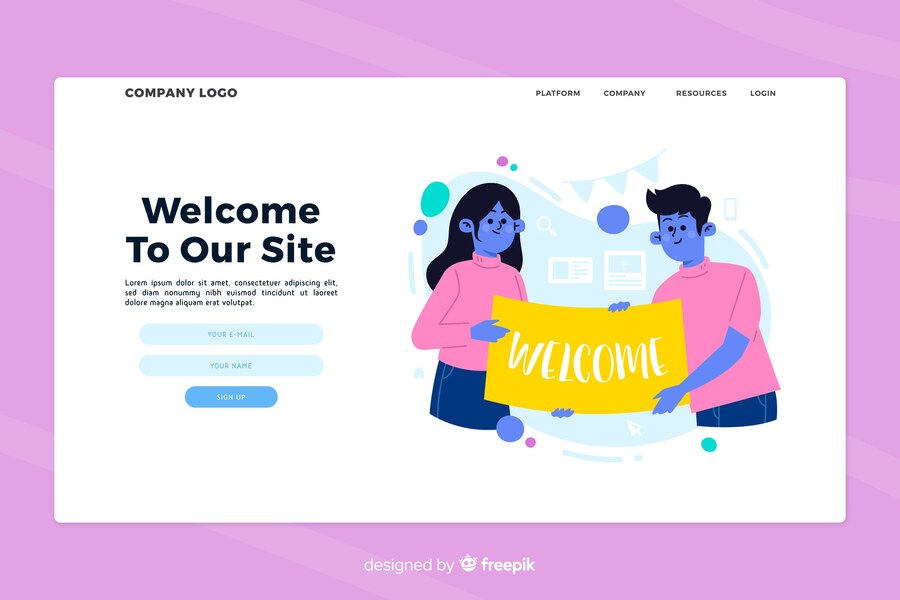 COMPANY LOGO
PLATFORM COMPANY RESOURCES LOGIN
Welcome
To Our Site
Lorem ipsum dolor sit amet, consectetuer adipiscing elit,
sed diam nonummy nibh euismod tincidunt ut laoreet
dolore magna aliquam erat volutpat.
YOUR E-MAIL
YOUR NAME
SIGN UP
WELCOME
designed by freepik